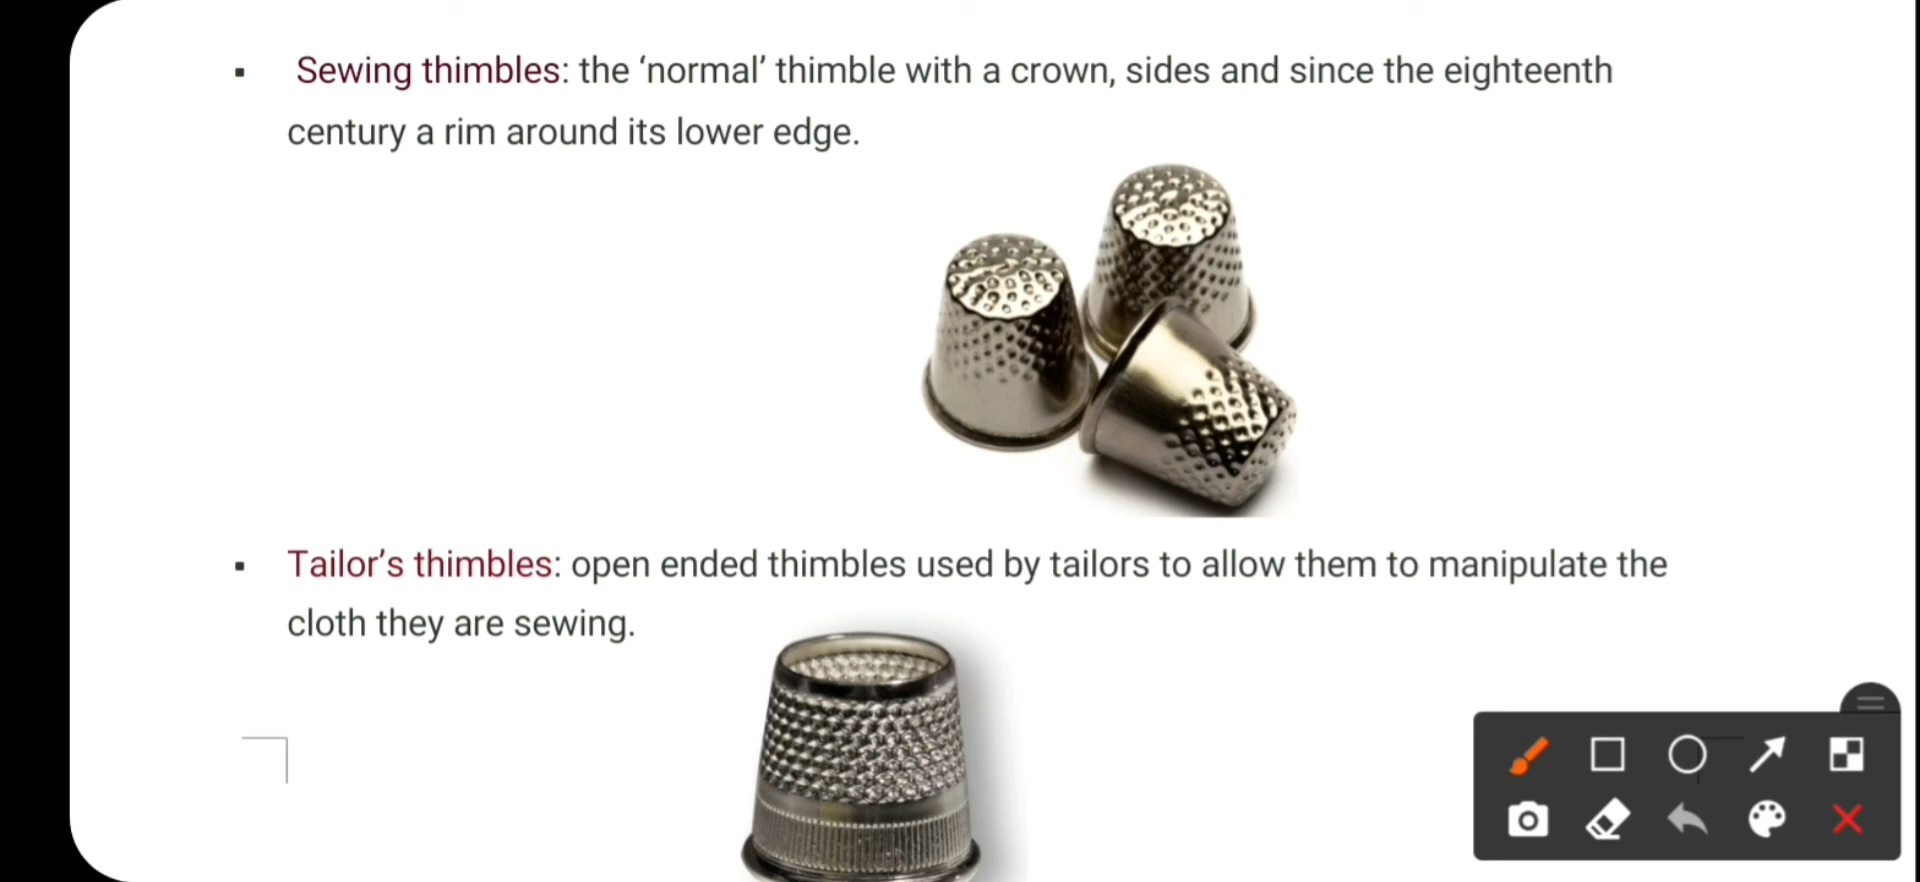 ▪ Sewing thimbles: the ‘normal’ thimble with a crown, sides and since the eighteenth
century a rim around its lower edge.
▪ Tailor’s thimbles: open ended thimbles used by tailors to allow them to manipulate the
cloth they are sewing.